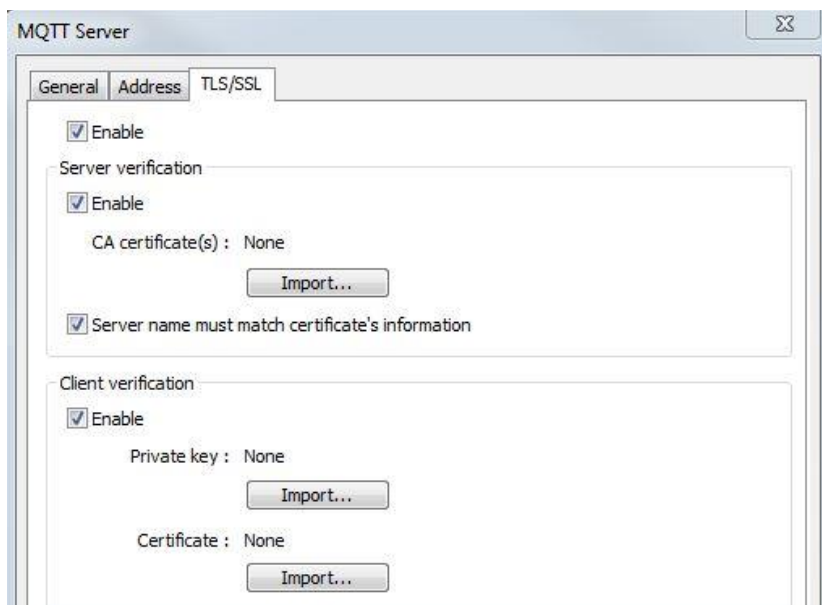 MQTT Server
General Address TLS/SSL
Enable
Server verification
Enable
CA certificate(s) : None
Import...
Server name must match certificate's information
Client verification
Enable
Private key : None
Import...
Certificate : None
Import...